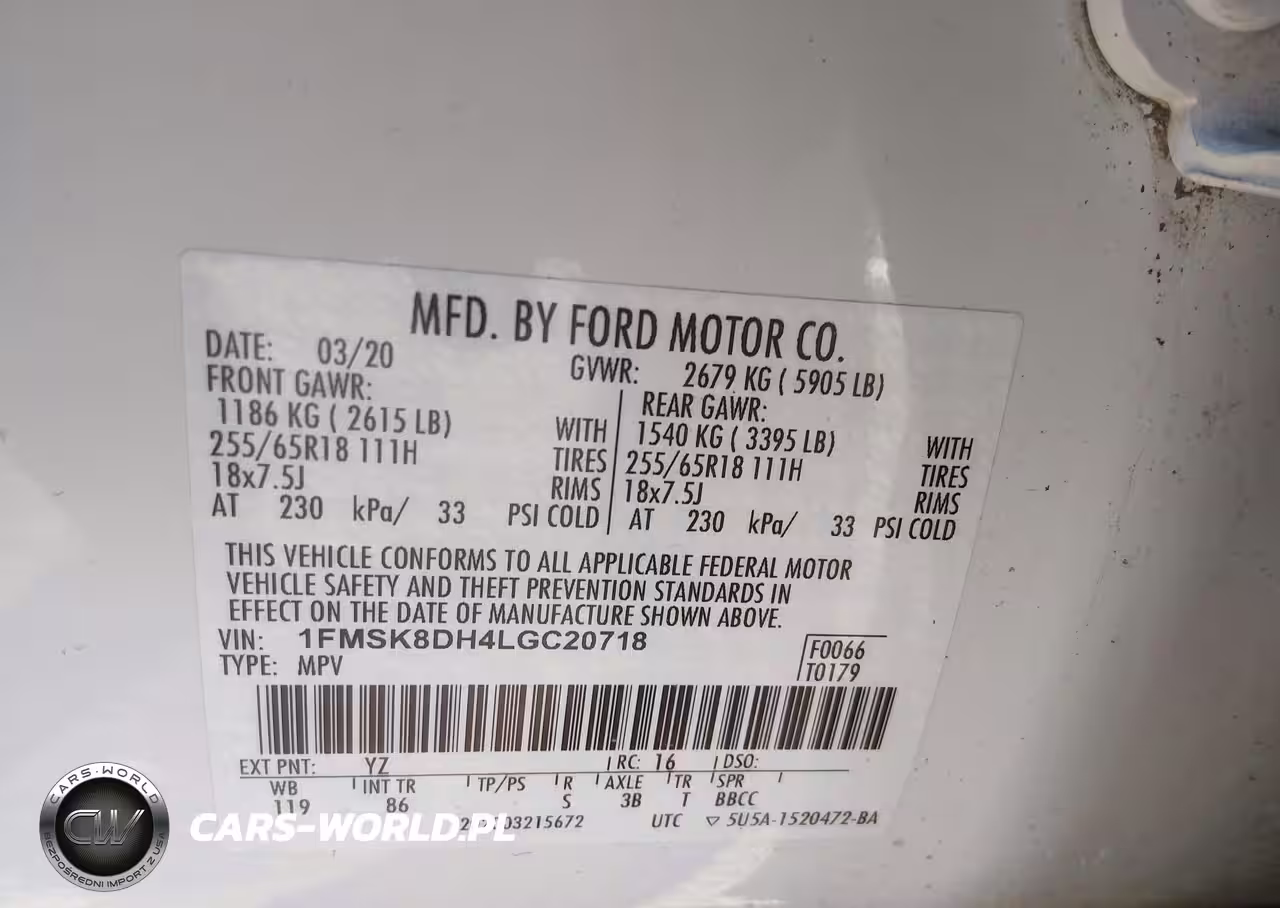 MFD. BY FORD MOTOR CO.
DATE: 03/20 GVWR: 2679 KG ( 5905 LB)
FRONT GAWR: REAR GAWR:
1186 KG ( 2615 LB) WITH 1540 KG ( 3395 LB) WITH
255/65R18 111H TIRES 255/65R18 111H TIRES
18x7.5J RIMS 18x7.5J RIMS
AT 230 kPa/ 33 PSI COLD AT 230 kPa/ 33 PSI COLD
THIS VEHICLE CONFORMS TO ALL APPLICABLE FEDERAL MOTOR
VEHICLE SAFETY AND THEFT PREVENTION STANDARDS IN
EFFECT ON THE DATE OF MANUFACTURE SHOWN ABOVE.
VIN: 1FMSK8DH4LGC20718
TYPE: MPV
F0066
T0179
EXT PNT: YZ RC: 16 DSO:
WB INT TR TP/PS R AXLE TR SPR
119 86 S 3B T BBCC
UTC ▽ 5U5A-1520472-BA
CARS-WORLD.PL
CARS-WORLD
CW
BEZPOŚREDNI IMPORT Z USA